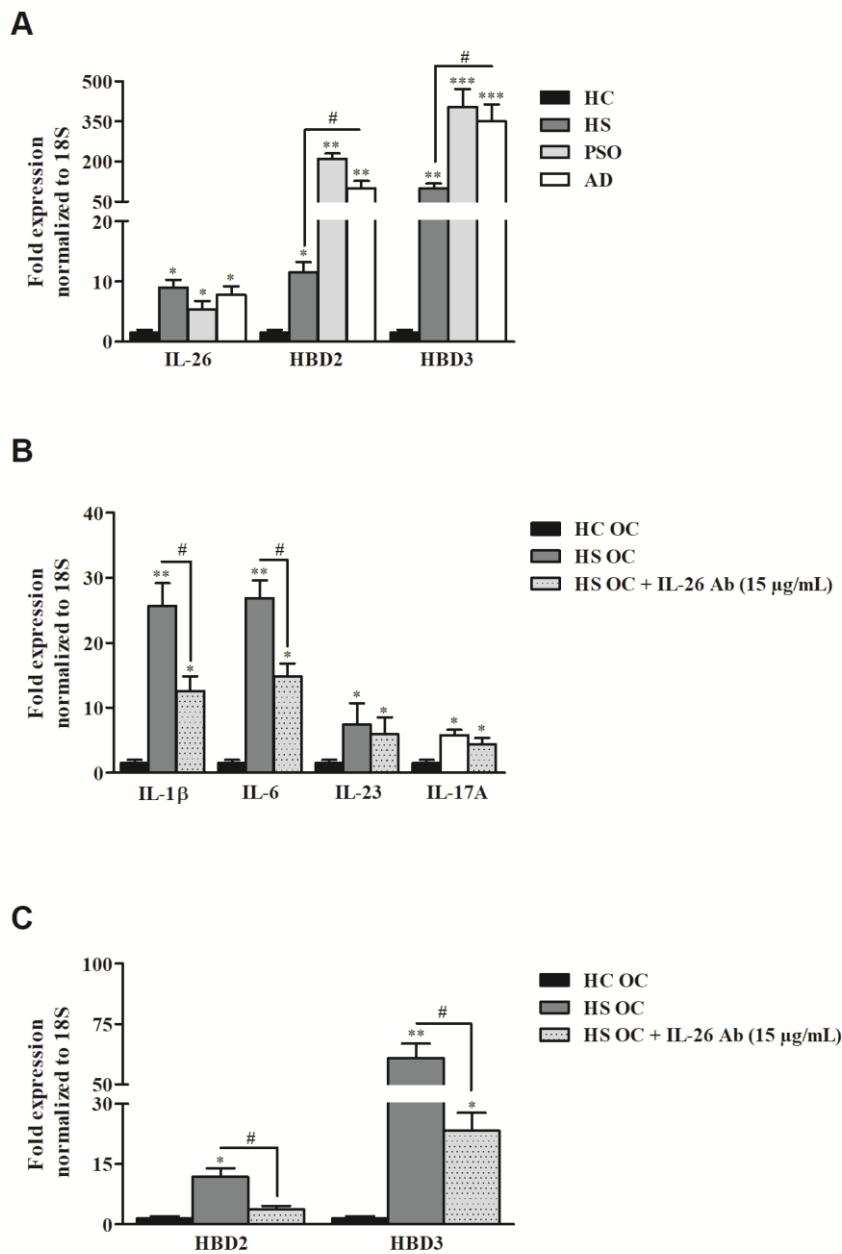 A
Fold expression
normalized to 18S
500
350
200
50
20
10
0
#
#
*
*
*
*
**
**
**
***
***
IL-26
HBD2
HBD3
HC
HS
PSO
AD
B
Fold expression
normalized to 18S
40
30
20
10
0
#
#
**
*
**
*
*
*
*
*
IL-1β
IL-6
IL-23
IL-17A
HC OC
HS OC
HS OC + IL-26 Ab (15 µg/mL)
C
Fold expression
normalized to 18S
100
75
50
30
15
0
#
#
*
**
*
HBD2
HBD3
HC OC
HS OC
HS OC + IL-26 Ab (15 µg/mL)